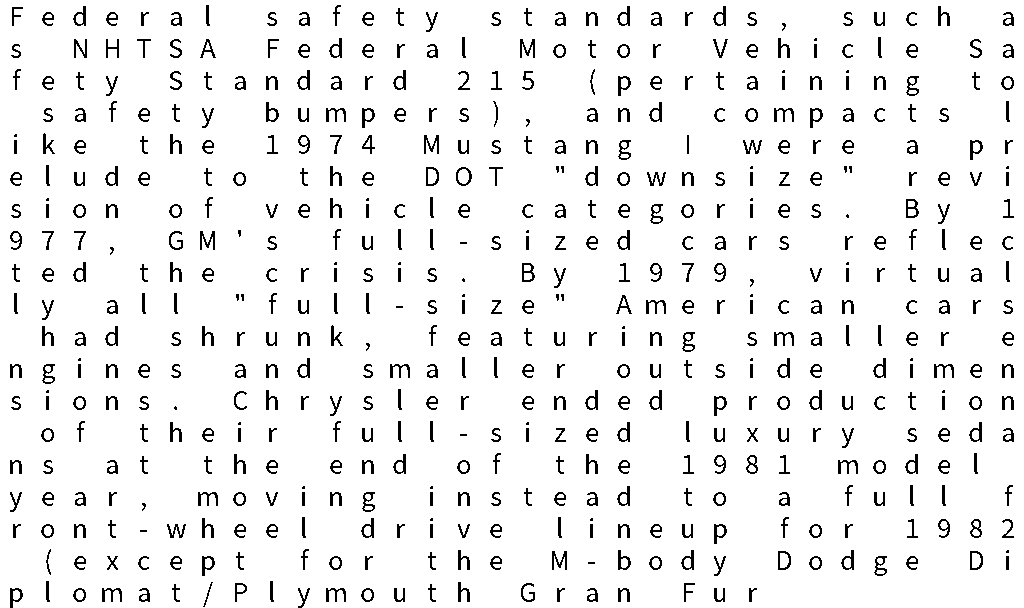 Federal safety standards, such a
s NHTSA Federal Motor Vehicle Sa
fety Standard 215 (pertaining to
 safety bumpers), and compacts l
ike the 1974 Mustang I were a pr
elude to the DOT "downsize" revi
sion of vehicle categories. By 1
977, GM's full-sized cars reflec
ted the crisis. By 1979, virtual
ly all "full-size" American cars
 had shrunk, featuring smaller e
ngines and smaller outside dimen
sions. Chrysler ended production
 of their full-sized luxury seda
ns at the end of the 1981 model 
year, moving instead to a full f
ront-wheel drive lineup for 1982
 (except for the M-body Dodge Di
plomat/Plymouth Gran Fur